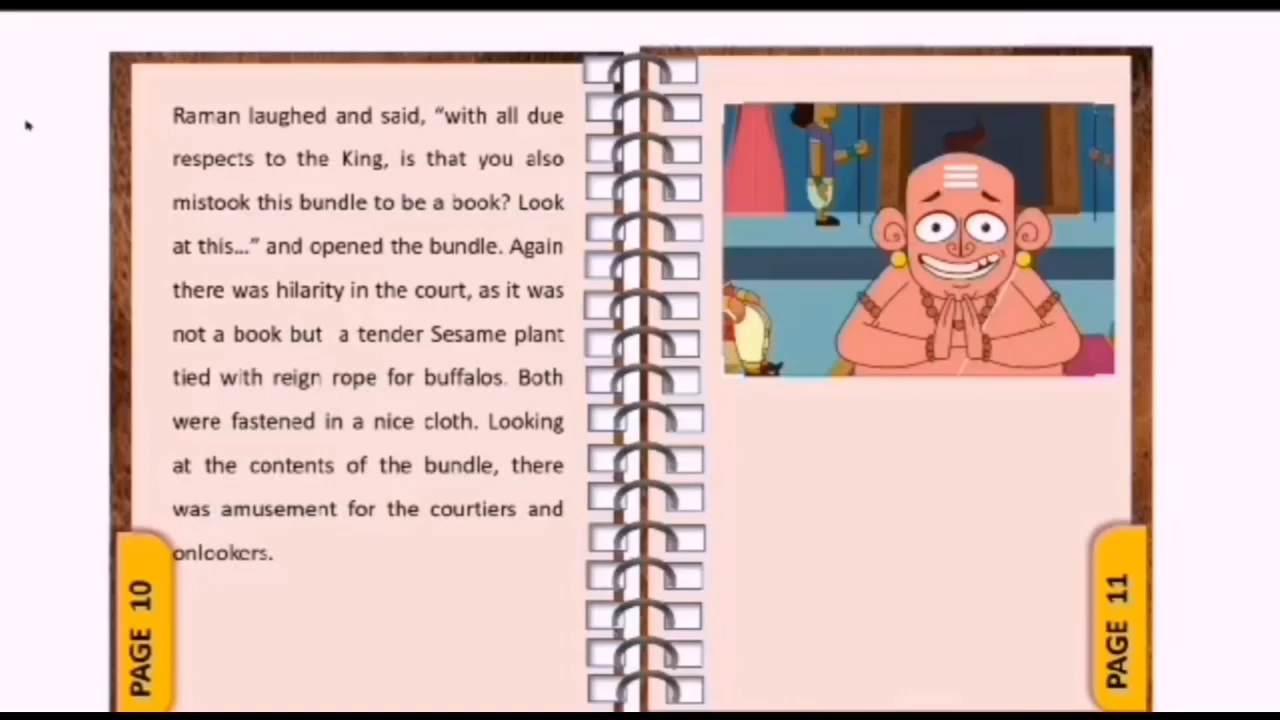 Raman laughed and said, “with all due
respects to the King, is that you also
mistook this bundle to be a book? Look
at this...” and opened the bundle. Again
there was hilarity in the court, as it was
not a book but a tender Sesame plant
tied with reign rope for buffalos. Both
were fastened in a nice cloth. Looking
at the contents of the bundle, there
was amusement for the courtiers and
onlookers.
PAGE 10
PAGE 11